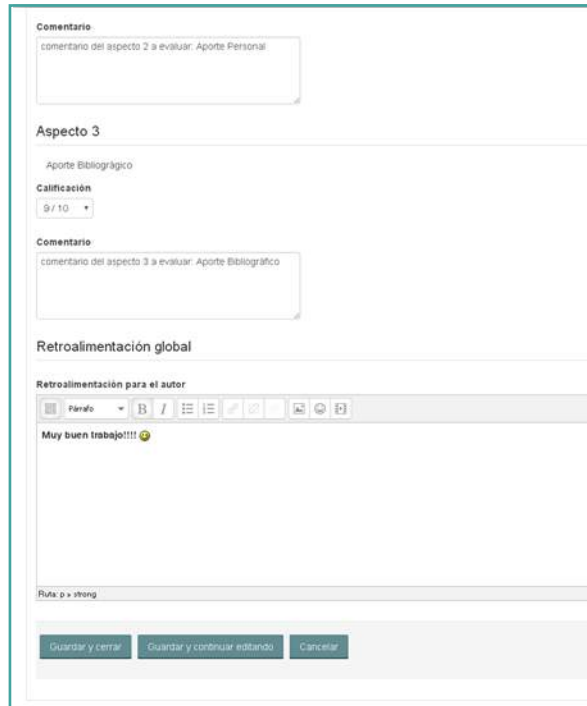 Comentario
comentario del aspecto 2 a evaluar: Aporte Personal
Aspecto 3
Aporte Bibliográgico
Calificación
9 / 10
Comentario
comentario del aspecto 3 a evaluar: Aporte Bibliográfico
Retroalimentación global
Retroalimentación para el autor
Párrafo B I
Muy buen trabajo!!!!
Ruta: p » strong
Guardar y cerrar Guardar y continuar editando Cancelar